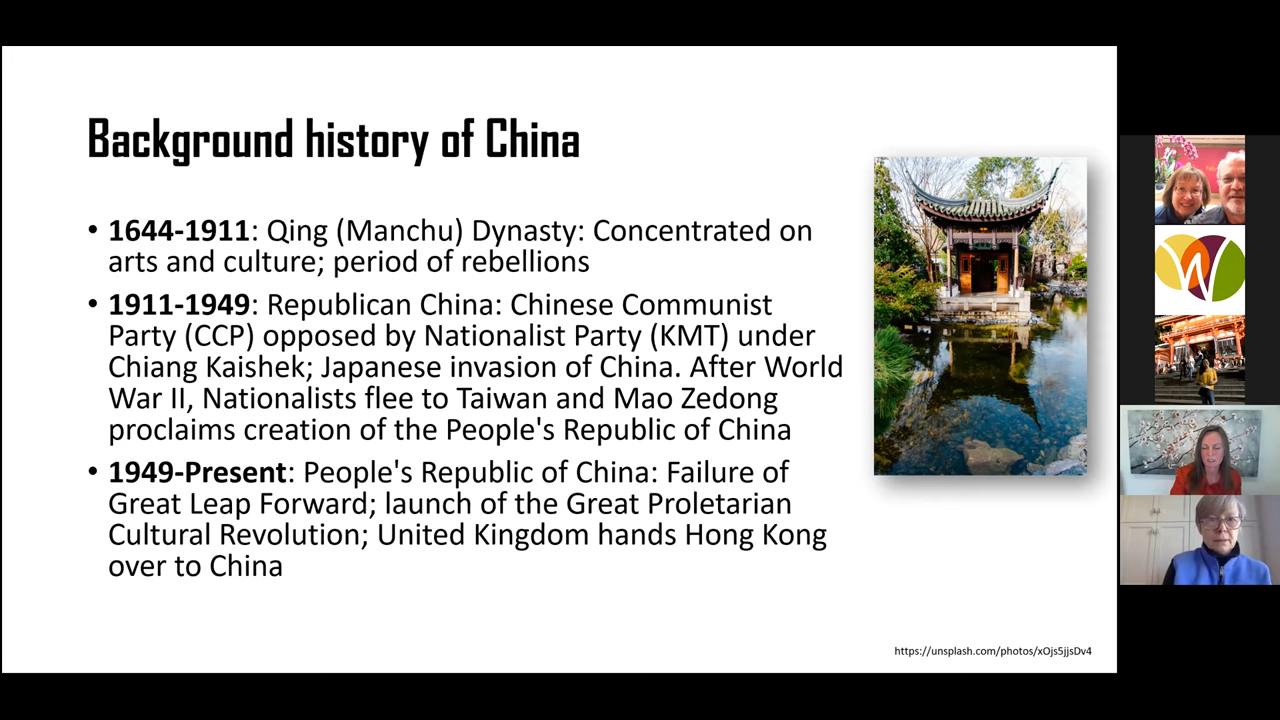 Background history of China
• 1644-1911: Qing (Manchu) Dynasty: Concentrated on
arts and culture; period of rebellions
• 1911-1949: Republican China: Chinese Communist
Party (CCP) opposed by Nationalist Party (KMT) under
Chiang Kaishek; Japanese invasion of China. After World
War II, Nationalists flee to Taiwan and Mao Zedong
proclaims creation of the People's Republic of China
• 1949-Present: People's Republic of China: Failure of
Great Leap Forward; launch of the Great Proletarian
Cultural Revolution; United Kingdom hands Hong Kong
over to China
https://unsplash.com/photos/xOjs5jjsDv4
W